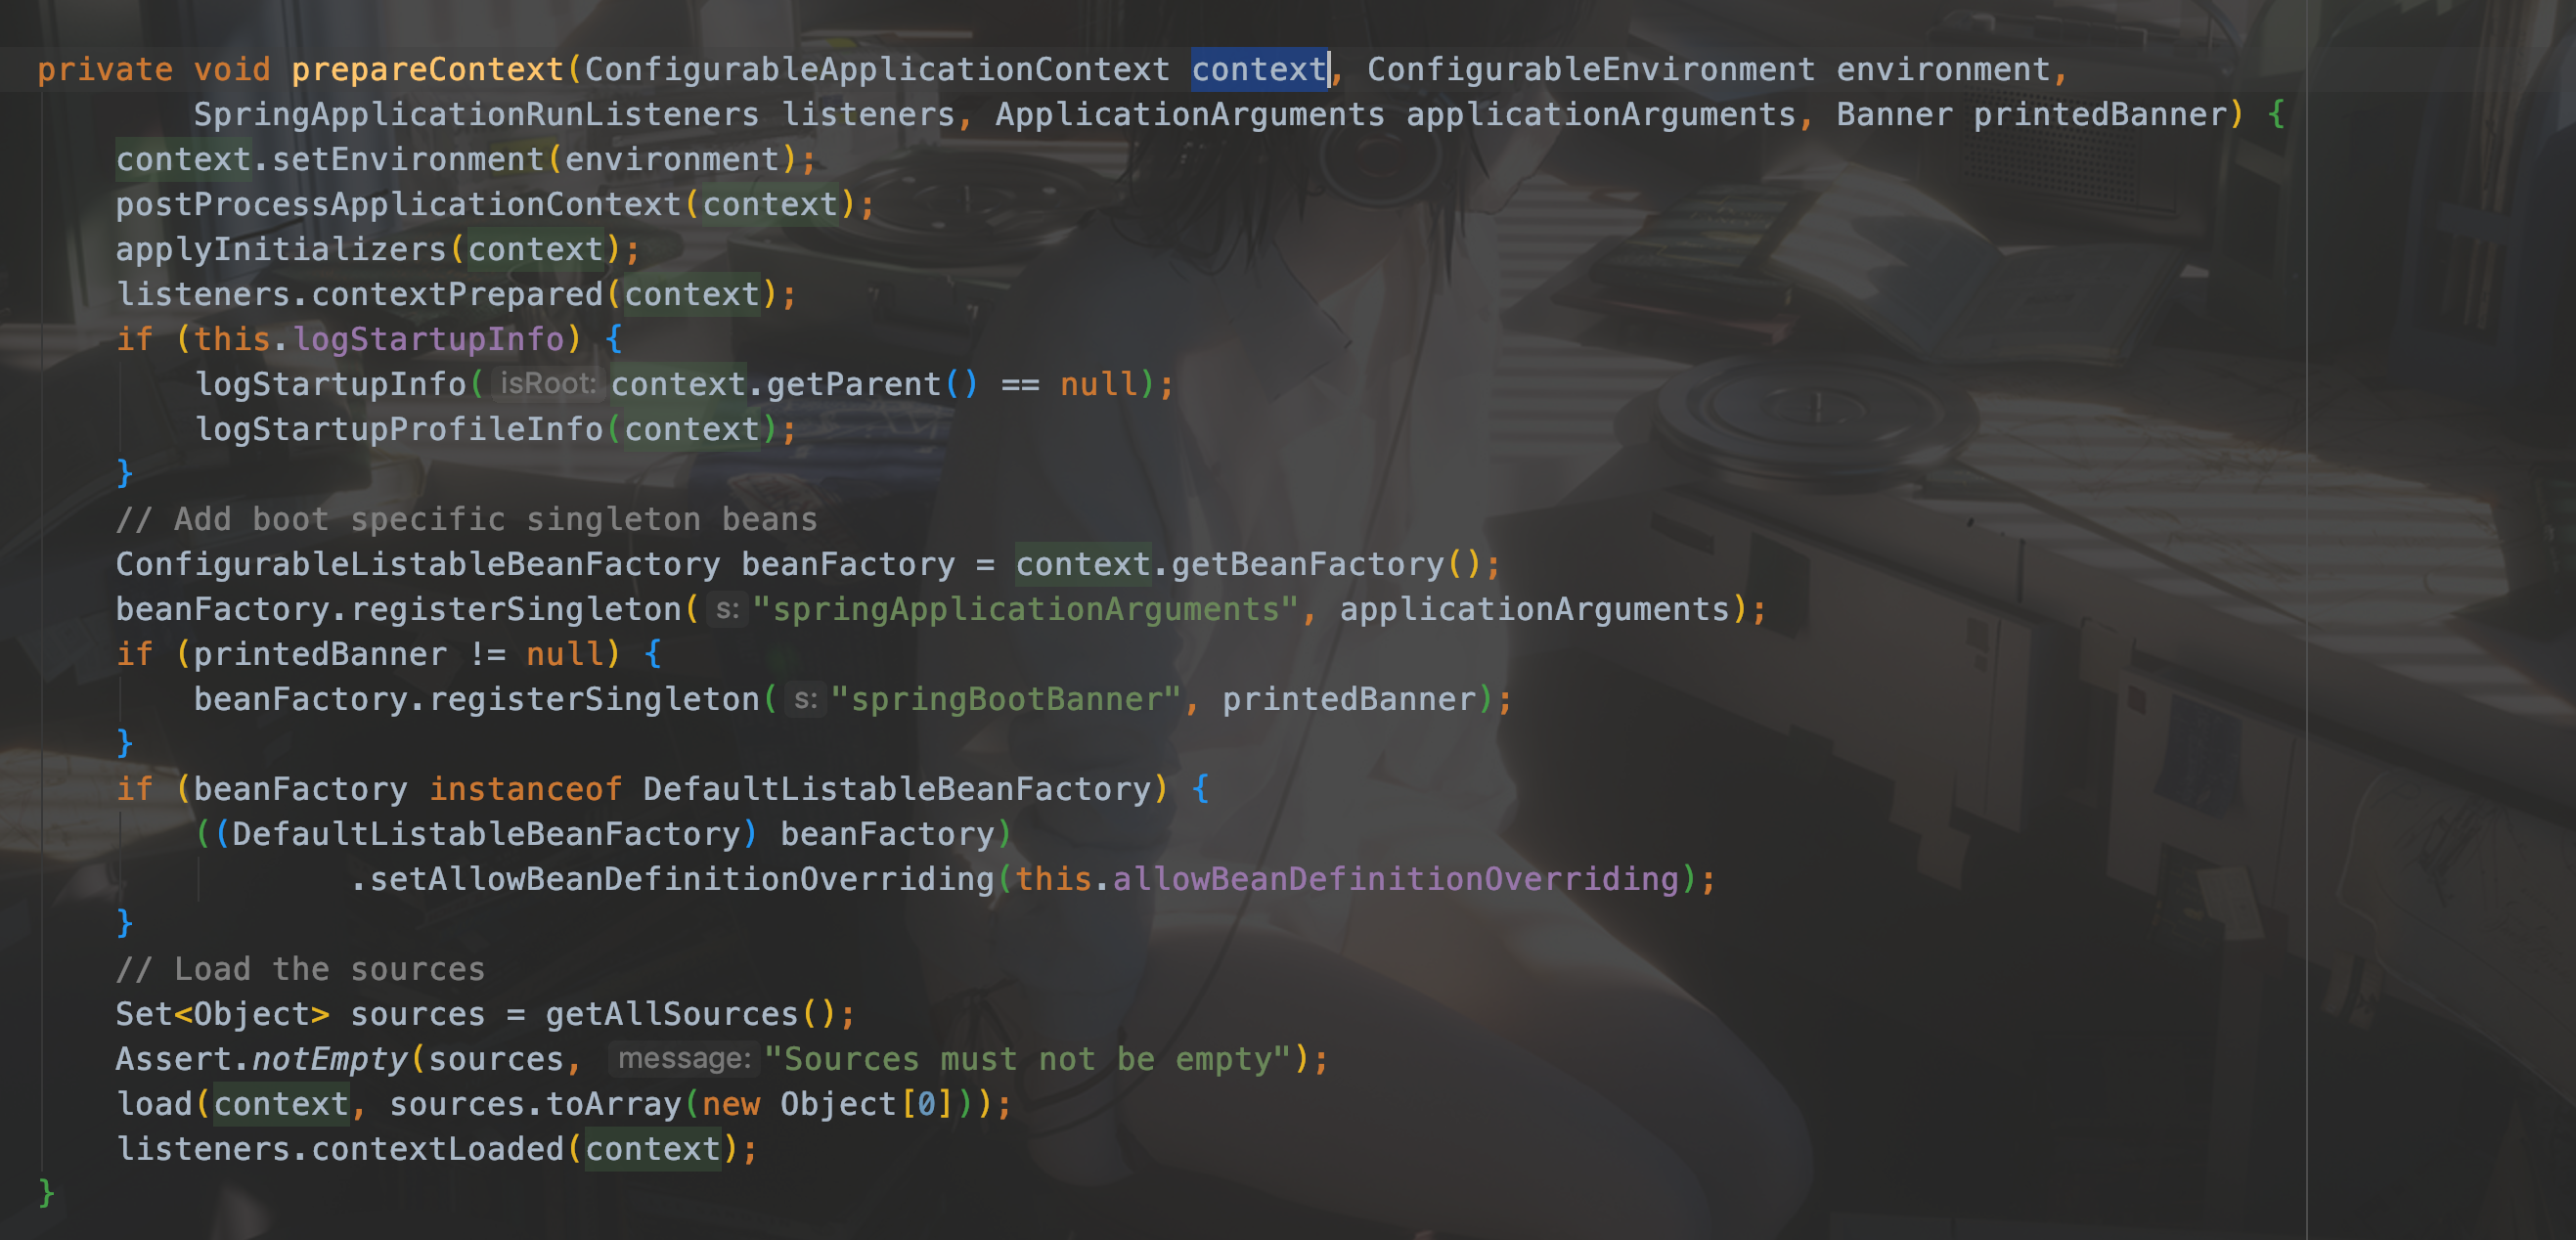 private void prepareContext(ConfigurableApplicationContext context, ConfigurableEnvironment environment,
SpringApplicationRunListeners listeners, ApplicationArguments applicationArguments, Banner printedBanner) {
context.setEnvironment(environment);
postProcessApplicationContext(context);
applyInitializers(context);
listeners.contextPrepared(context);
if (this.logStartupInfo) {
logStartupInfo( isRoot: context.getParent() == null);
logStartupProfileInfo(context);
}
// Add boot specific singleton beans
ConfigurableListableBeanFactory beanFactory = context.getBeanFactory();
beanFactory.registerSingleton( s: "springApplicationArguments", applicationArguments);
if (printedBanner != null) {
beanFactory.registerSingleton( s: "springBootBanner", printedBanner);
}
if (beanFactory instanceof DefaultListableBeanFactory) {
((DefaultListableBeanFactory) beanFactory)
.setAllowBeanDefinitionOverriding(this.allowBeanDefinitionOverriding);
}
// Load the sources
Set<Object> sources = getAllSources();
Assert.notEmpty(sources, message: "Sources must not be empty");
load(context, sources.toArray(new Object[0]));
listeners.contextLoaded(context);
}